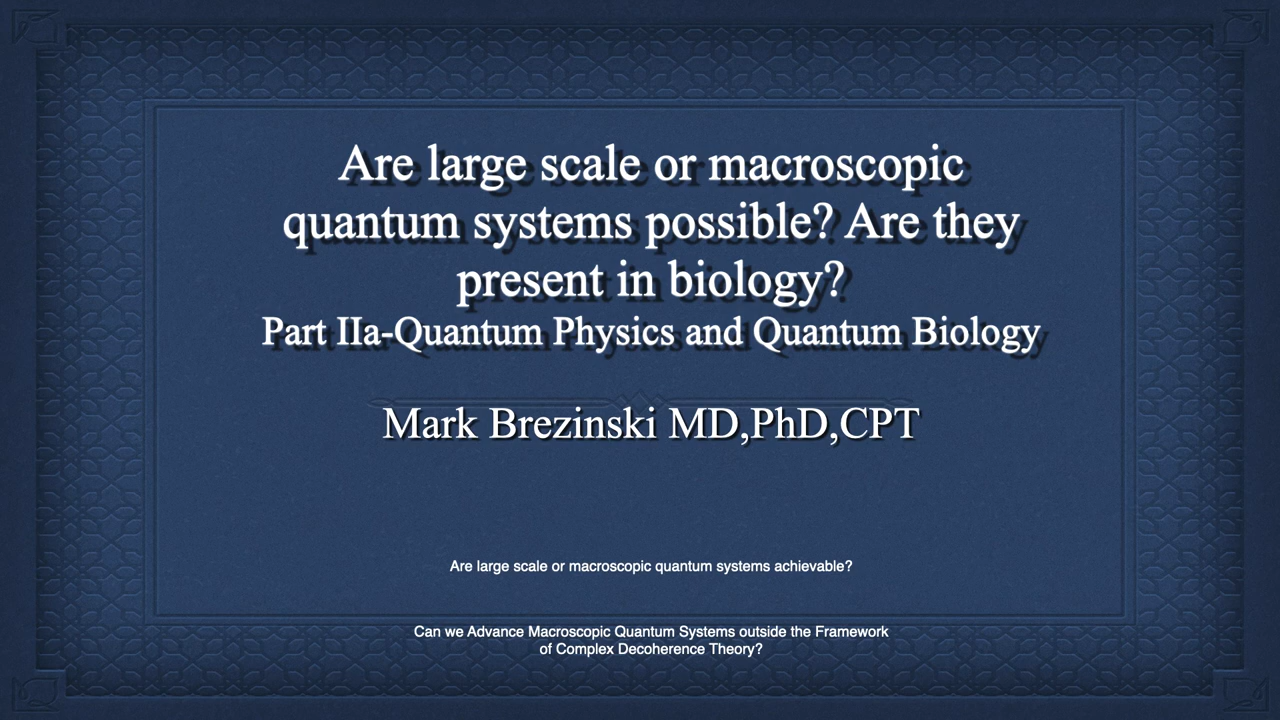 Are large scale or macroscopic
quantum systems possible? Are they
present in biology?
Part IIa-Quantum Physics and Quantum Biology
Mark Brezinski MD,PhD,CPT
Are large scale or macroscopic quantum systems achievable?
Can we Advance Macroscopic Quantum Systems outside the Framework
of Complex Decoherence Theory?